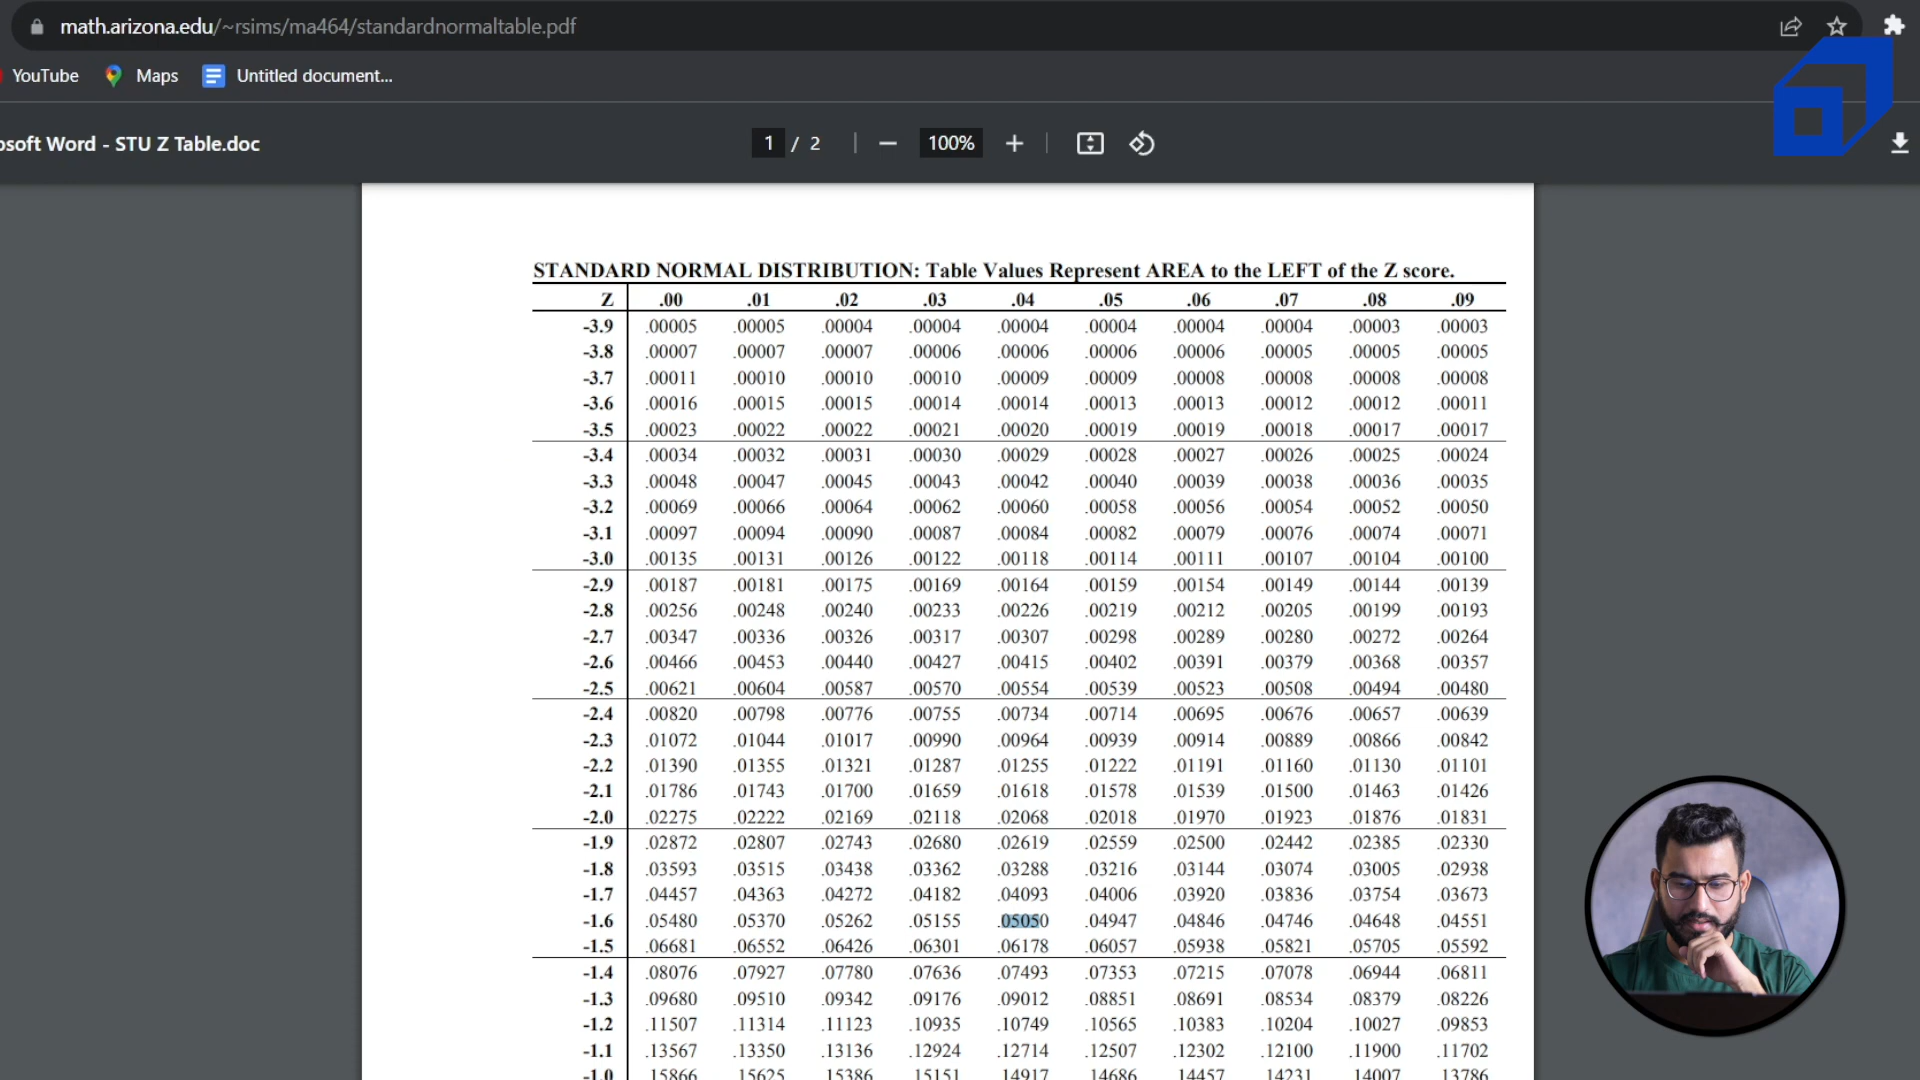 math.arizona.edu/~rsims/ma464/standardnormaltable.pdf
YouTube Maps Untitled document...
osoft Word - STU Z Table.doc 1 / 2 100%
STANDARD NORMAL DISTRIBUTION: Table Values Represent AREA to the LEFT of the Z score.
Z .00 .01 .02 .03 .04 .05 .06 .07 .08 .09
-3.9 .00005 .00005 .00004 .00004 .00004 .00004 .00004 .00004 .00003 .00003
-3.8 .00007 .00007 .00007 .00006 .00006 .00006 .00006 .00005 .00005 .00005
-3.7 .00011 .00010 .00010 .00010 .00009 .00009 .00008 .00008 .00008 .00008
-3.6 .00016 .00015 .00015 .00014 .00014 .00013 .00013 .00012 .00012 .00011
-3.5 .00023 .00022 .00022 .00021 .00020 .00019 .00019 .00018 .00017 .00017
-3.4 .00034 .00032 .00031 .00030 .00029 .00028 .00027 .00026 .00025 .00024
-3.3 .00048 .00047 .00045 .00043 .00042 .00040 .00039 .00038 .00036 .00035
-3.2 .00069 .00066 .00064 .00062 .00060 .00058 .00056 .00054 .00052 .00050
-3.1 .00097 .00094 .00090 .00087 .00084 .00082 .00079 .00076 .00074 .00071
-3.0 .00135 .00131 .00126 .00122 .00118 .00114 .00111 .00107 .00104 .00100
-2.9 .00187 .00181 .00175 .00169 .00164 .00159 .00154 .00149 .00144 .00139
-2.8 .00256 .00248 .00240 .00233 .00226 .00219 .00212 .00205 .00199 .00193
-2.7 .00347 .00336 .00326 .00317 .00307 .00298 .00289 .00280 .00272 .00264
-2.6 .00466 .00453 .00440 .00427 .00415 .00402 .00391 .00379 .00368 .00357
-2.5 .00621 .00604 .00587 .00570 .00554 .00539 .00523 .00508 .00494 .00480
-2.4 .00820 .00798 .00776 .00755 .00734 .00714 .00695 .00676 .00657 .00639
-2.3 .01072 .01044 .01017 .00990 .00964 .00939 .00914 .00889 .00866 .00842
-2.2 .01390 .01355 .01321 .01287 .01255 .01222 .01191 .01160 .01130 .01101
-2.1 .01786 .01743 .01700 .01659 .01618 .01578 .01539 .01500 .01463 .01426
-2.0 .02275 .02222 .02169 .02118 .02068 .02018 .01970 .01923 .01876 .01831
-1.9 .02872 .02807 .02743 .02680 .02619 .02559 .02500 .02442 .02385 .02330
-1.8 .03593 .03515 .03438 .03362 .03288 .03216 .03144 .03074 .03005 .02938
-1.7 .04457 .04363 .04272 .04182 .04093 .04006 .03920 .03836 .03754 .03673
-1.6 .05480 .05370 .05262 .05155 .05050 .04947 .04846 .04746 .04648 .04551
-1.5 .06681 .06552 .06426 .06301 .06178 .06057 .05938 .05821 .05705 .05592
-1.4 .08076 .07927 .07780 .07636 .07493 .07353 .07215 .07078 .06944 .06811
-1.3 .09680 .09510 .09342 .09176 .09012 .08851 .08691 .08534 .08379 .08226
-1.2 .11507 .11314 .11123 .10935 .10749 .10565 .10383 .10204 .10027 .09853
-1.1 .13567 .13350 .13136 .12924 .12714 .12507 .12302 .12100 .11900 .11702
-1.0 .15866 .15625 .15386 .15151 .14917 .14686 .14457 .14231 .14007 .13786